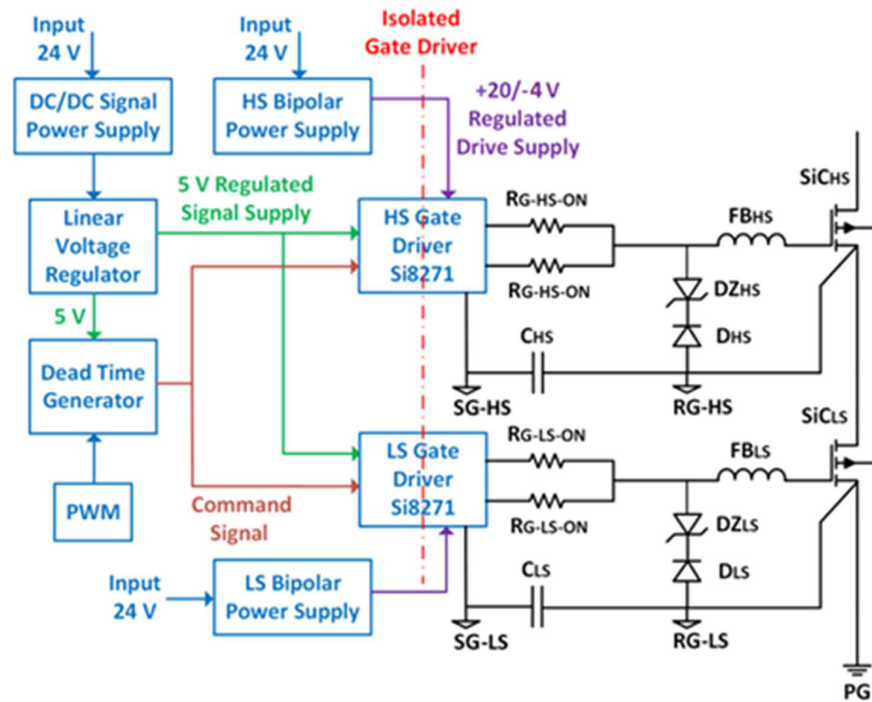 Input
24 V
Input
24 V
Isolated
Gate Driver
DC/DC Signal
Power Supply
HS Bipolar
Power Supply
+20/-4 V
Regulated
Drive Supply
5 V Regulated
Signal Supply
Linear
Voltage
Regulator
HS Gate
Driver
Si8271
RG-HS-ON
RG-HS-ON
FBHS
SiCHS
DZHS
DHS
CHS
SG-HS
RG-HS
5 V
Dead Time
Generator
PWM
Command
Signal
LS Gate
Driver
Si8271
RG-LS-ON
RG-LS-ON
FBLS
SiCLS
DZLS
DLS
CLS
SG-LS
RG-LS
Input
24 V
LS Bipolar
Power Supply
PG